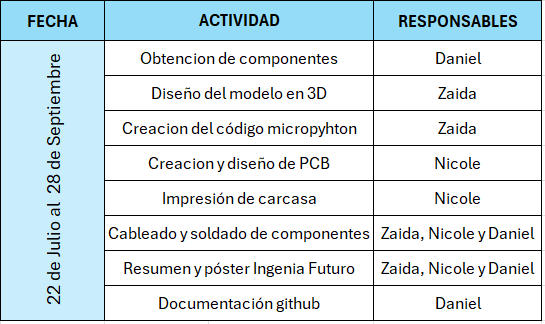 FECHA ACTIVIDAD RESPONSABLES
22 de Julio al 28 de Septiembre
Obtencion de componentes Daniel
Diseño del modelo en 3D Zaida
Creacion del código micropyhton Zaida
Creacion y diseño de PCB Nicole
Impresión de carcasa Nicole
Cableado y soldado de componentes Zaida, Nicole y Daniel
Resumen y póster Ingenia Futuro Zaida, Nicole y Daniel
Documentación github Daniel